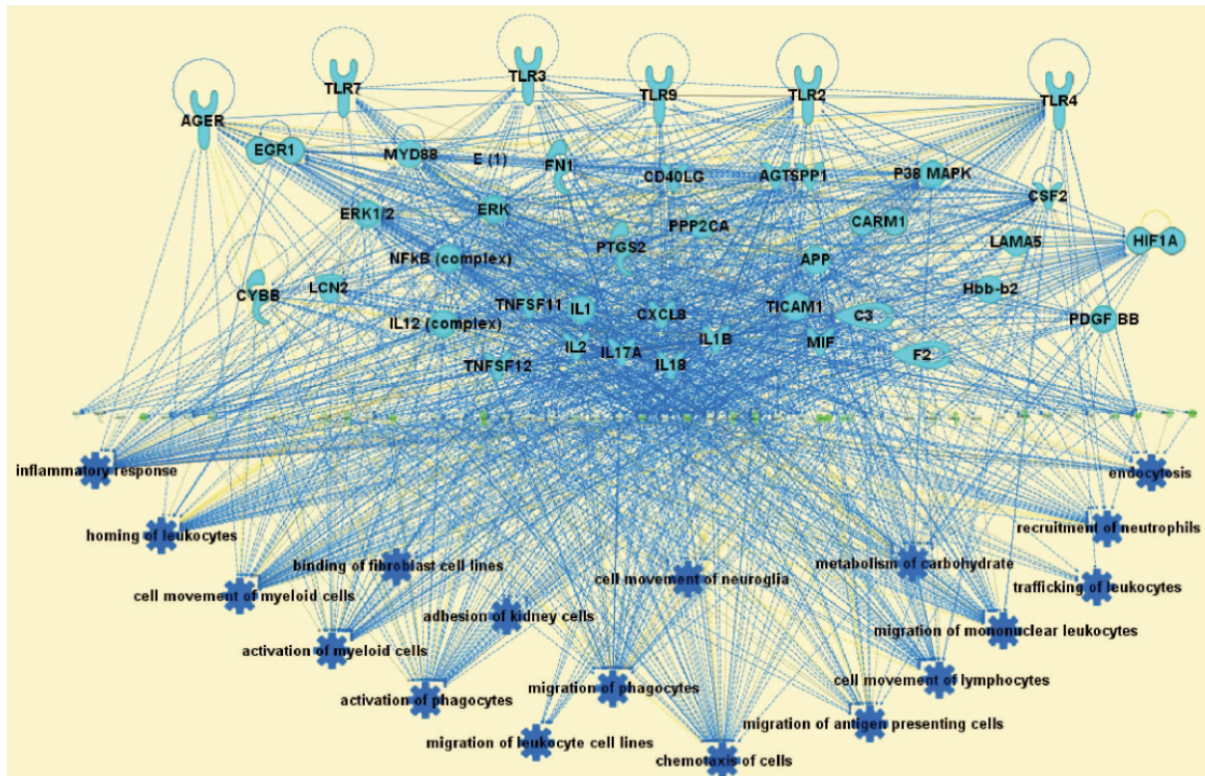 TLR3
TLR7
TLR9
TLR2
TLR4
AGER
EGR1
MYD88
E (1)
FN1
CD40LG
AGTSPP1
P38 MAPK
CSF2
ERK1/2
ERK
PPP2CA
CARM1
PTGS2
LAMA5
HIF1A
NFkB (complex)
APP
CYBB
LCN2
Hbb-b2
TNFSF11
IL1
CXCL8
TICAM1
C3
PDGF BB
IL12 (complex)
IL2
IL17A
IL1B
MIF
F2
TNFSF12
IL18
inflammatory response
endocytosis
homing of leukocytes
recruitment of neutrophils
binding of fibroblast cell lines
metabolism of carbohydrate
cell movement of neuroglia
trafficking of leukocytes
cell movement of myeloid cells
adhesion of kidney cells
migration of mononuclear leukocytes
activation of myeloid cells
cell movement of lymphocytes
activation of phagocytes
migration of phagocytes
migration of antigen presenting cells
migration of leukocyte cell lines
chemotaxis of cells